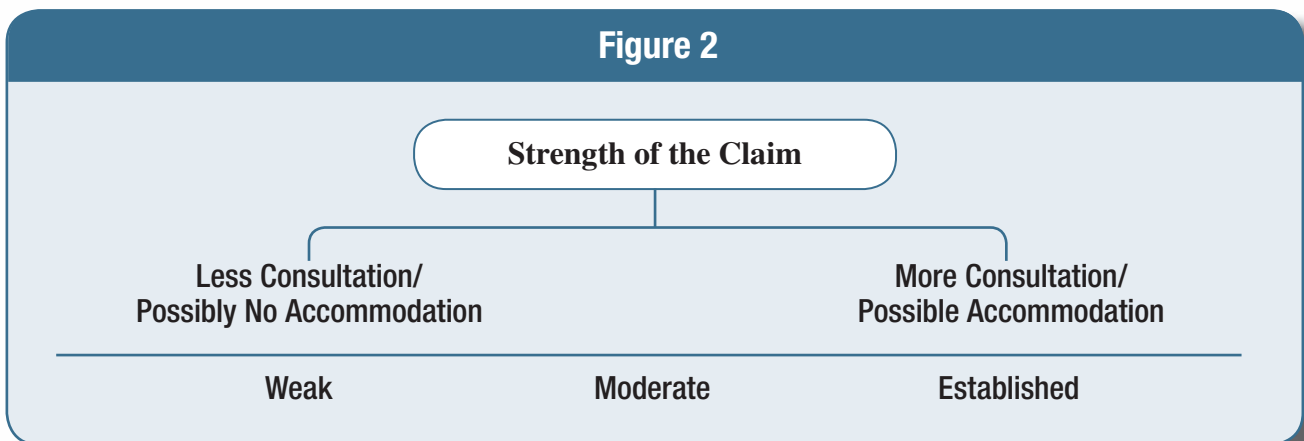 Figure 2
Strength of the Claim
Less Consultation/
Possibly No Accommodation
More Consultation/
Possible Accommodation
Weak
Moderate
Established